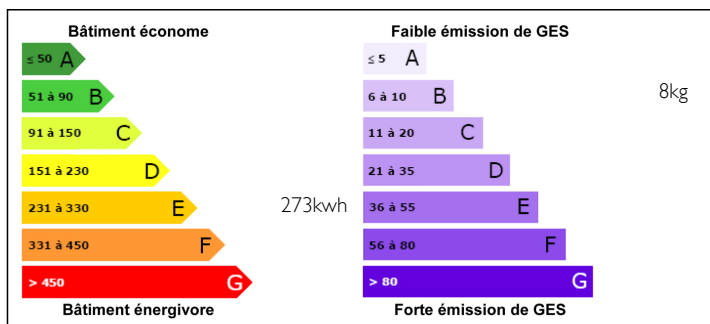 Bâtiment économe
≤ 50 A
51 à 90 B
91 à 150 C
151 à 230 D
231 à 330 E
273kwh
331 à 450 F
> 450 G
Bâtiment énergivore
Faible émission de GES
≤ 5 A
6 à 10 B
8kg
11 à 20 C
21 à 35 D
36 à 55 E
56 à 80 F
> 80 G
Forte émission de GES